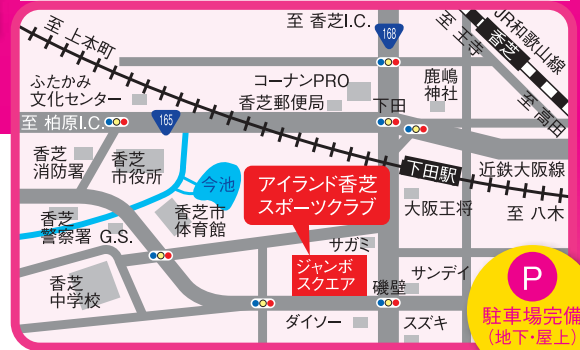 至 香芝I.C.
168
JR和歌山線
至 王寺
香芝
至 高田
至 上本町
コーナンPRO
鹿嶋
神社
ふたかみ
文化センター
香芝郵便局
下田
至 柏原I.C.
165
香芝
消防署
香芝
市役所
今池
アイランド香芝
スポーツクラブ
下田駅
近鉄大阪線
大阪王将
至 八木
香芝
警察署
G.S.
香芝市
体育館
サガミ
ジャンボ
スクエア
磯壁
サンデイ
香芝
中学校
ダイソー
スズキ
P
駐車場完備
(地下・屋上)